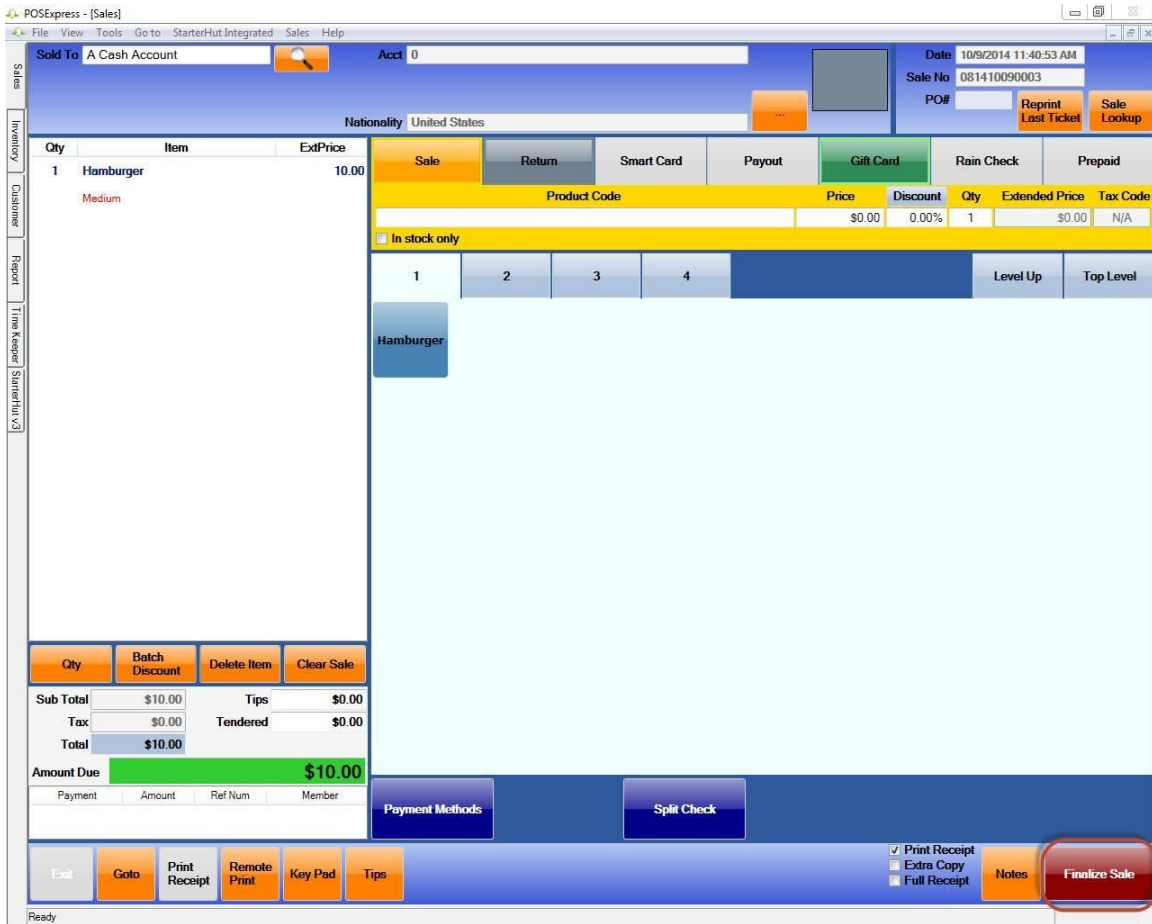 POSExpress - [Sales]
File View Tools Go to StarterHut Integrated Sales Help
Sales
Inventory
Customer
Report
Time Keeper
StarterHut v3
Sold To A Cash Account
Acct 0
Nationality United States
...
Date 10/9/2014 11:40:53 AM
Sale No 081410090003
PO#
Reprint
Last Ticket
Sale
Lookup
Qty Item ExtPrice
1 Hamburger 10.00
Medium
Sale Return Smart Card Payout Gift Card Rain Check Prepaid
Product Code Price Discount Qty Extended Price Tax Code
$0.00 0.00% 1 $0.00 N/A
In stock only
1 2 3 4 Level Up Top Level
Hamburger
Qty
Batch
Discount
Delete Item
Clear Sale
Sub Total $10.00 Tips $0.00
Tax $0.00 Tendered $0.00
Total $10.00
Amount Due $10.00
Payment Amount Ref Num Member
Payment Methods
Split Check
Exit
Goto
Print
Receipt
Remote
Print
Key Pad
Tips
Print Receipt
Extra Copy
Full Receipt
Notes
Finalize Sale
Ready